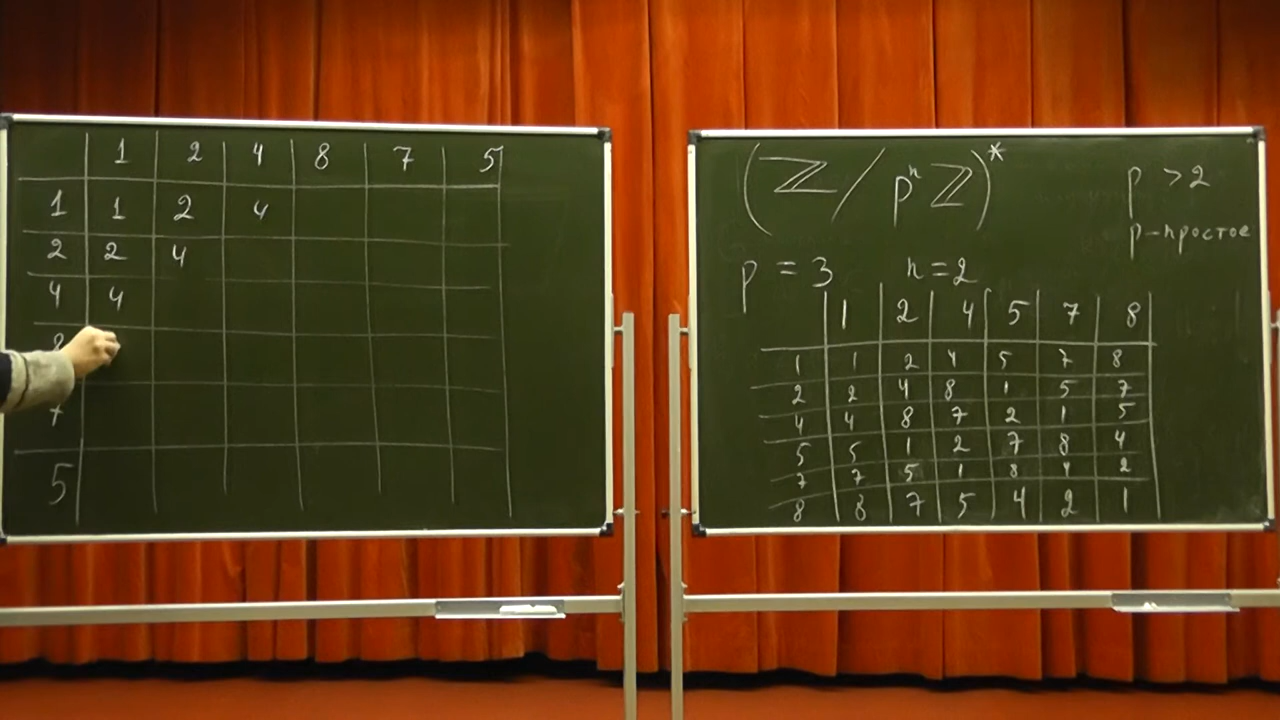 1 2 4 8 7 5
1 1 2 4
2 2 4
4 4
8
7
5
(ℤ/pⁿℤ)* p > 2
p - простое
p = 3 n = 2
1 2 4 5 7 8
1 1 2 4 5 7 8
2 2 4 8 1 5 7
4 4 8 7 2 1 5
5 5 1 2 7 8 4
7 7 5 1 8 4 2
8 8 7 5 4 2 1